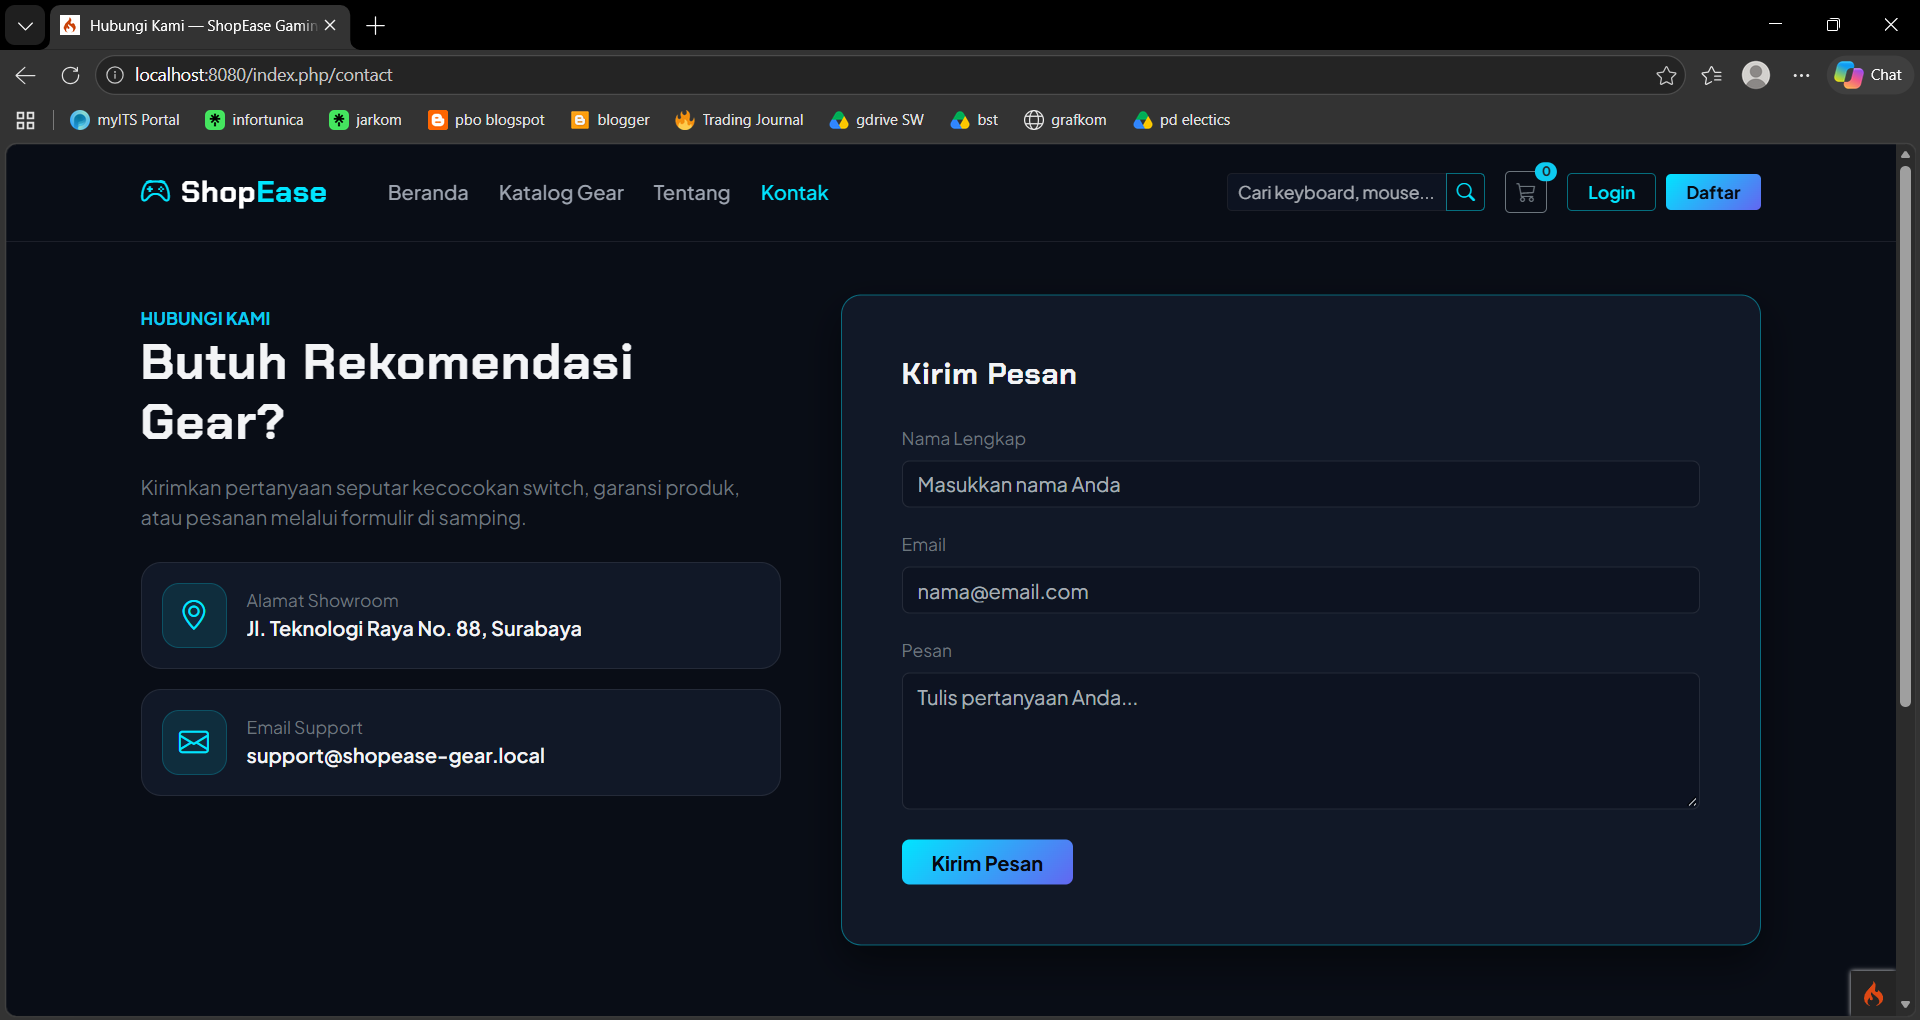 Hubungi Kami — ShopEase Gamin
localhost:8080/index.php/contact
Chat
myITS Portal
infortunica
jarkom
pbo blogspot
blogger
Trading Journal
gdrive SW
bst
grafkom
pd electics
ShopEase
Beranda
Katalog Gear
Tentang
Kontak
Cari keyboard, mouse...
0
Login
Daftar
HUBUNGI KAMI
Butuh Rekomendasi
Gear?
Kirimkan pertanyaan seputar kecocokan switch, garansi produk,
atau pesanan melalui formulir di samping.
Alamat Showroom
Jl. Teknologi Raya No. 88, Surabaya
Email Support
support@shopease-gear.local
Kirim Pesan
Nama Lengkap
Masukkan nama Anda
Email
nama@email.com
Pesan
Tulis pertanyaan Anda...
Kirim Pesan